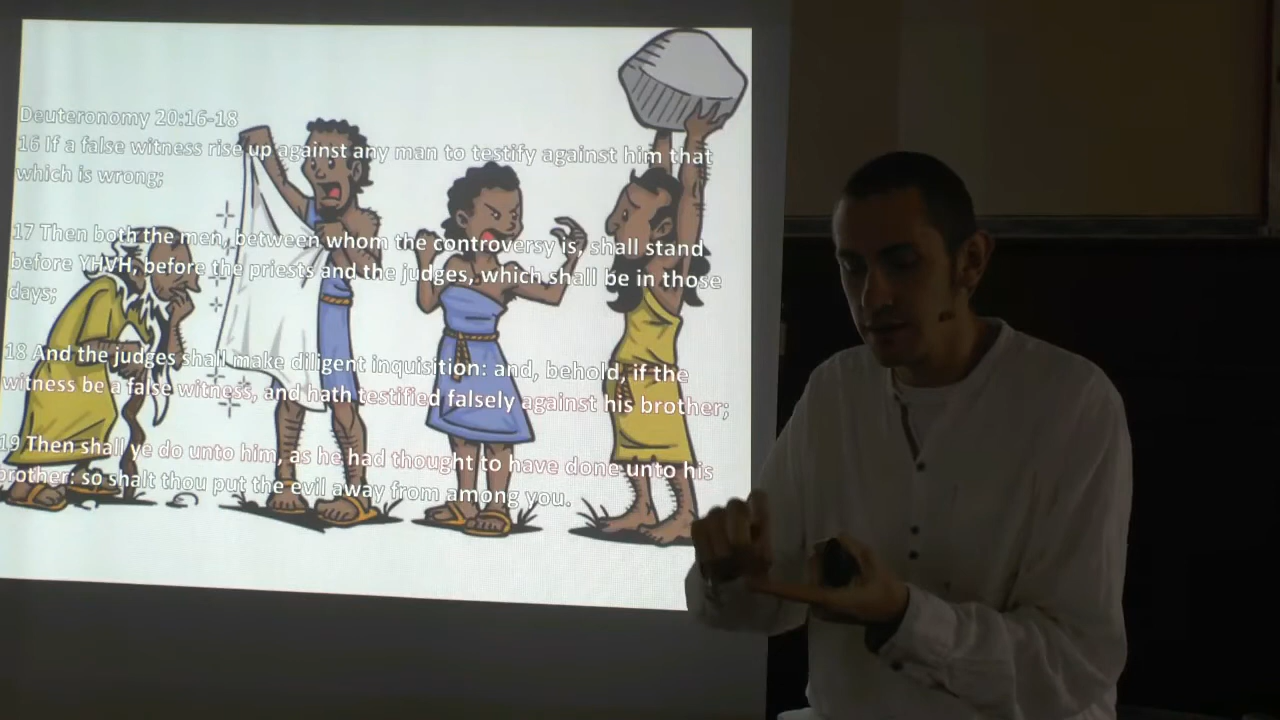 Deuteronomy 20:16-18
16 If a false witness rise up against any man to testify against him that
which is wrong;
17 Then both the men, between whom the controversy is, shall stand
before YHVH, before the priests and the judges, which shall be in those
days;
18 And the judges shall make diligent inquisition: and, behold, if the
witness be a false witness, and hath testified falsely against his brother;
19 Then shall ye do unto him, as he had thought to have done unto his
brother: so shalt thou put the evil away from among you.